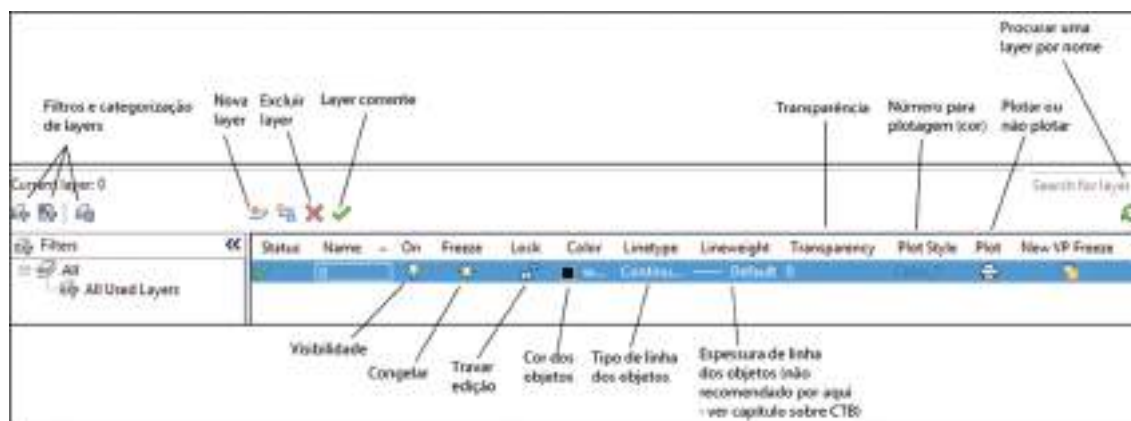 Procurar uma
layer por nome
Filtros e categorização
de layers
Nova
layer
Excluir
layer
Layer corrente
Transparência
Número para
plotagem (cor)
Plotar ou
não plotar
Current layer: 0
Search for layer
Filters
Status Name On Freeze Lock Color Linetype Lineweight Transparency Plot Style Plot New VP Freeze
All
0 Continu... Default 0
All Used Layers
Visibilidade
Congelar
Travar
edição
Cor dos
objetos
Tipo de linha
dos objetos
Espessura de linha
dos objetos (não
recomendado por aqui
- ver capítulo sobre CTB)